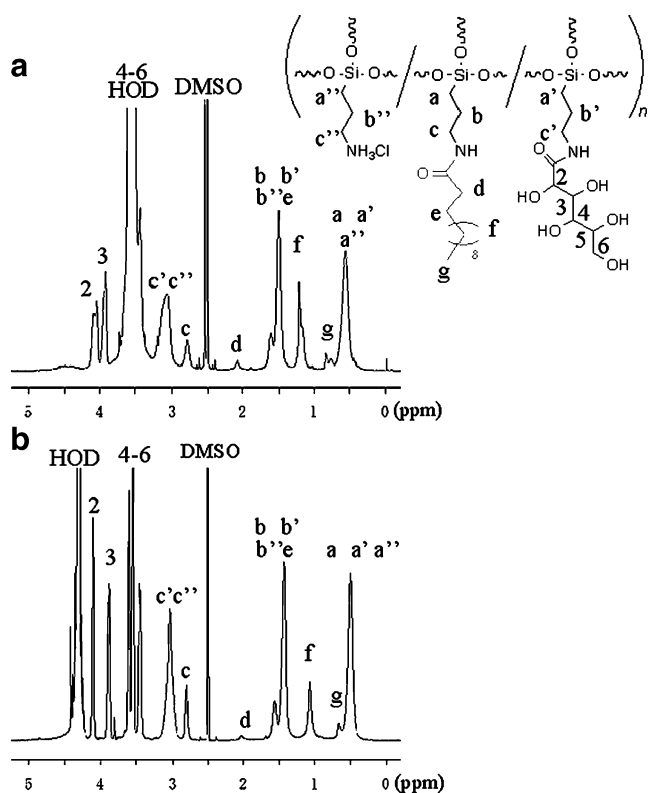 a
4-6
HOD
DMSO
2
3
c' c''
c
d
b b'
b'' e
f
g
a a'
a''
5 4 3 2 1 0 (ppm)
O Si O / O Si O / O Si O
n
a''
b''
c''
NH3Cl
a
b
c
NH
O
d
e
f
8
g
a'
b'
c'
NH
O
2
HO
OH
3
4
HO
5
OH
HO
6
OH
b
HOD
4-6
DMSO
2
3
c' c''
c
d
b b'
b'' e
f
g
a a' a''
5 4 3 2 1 0 (ppm)